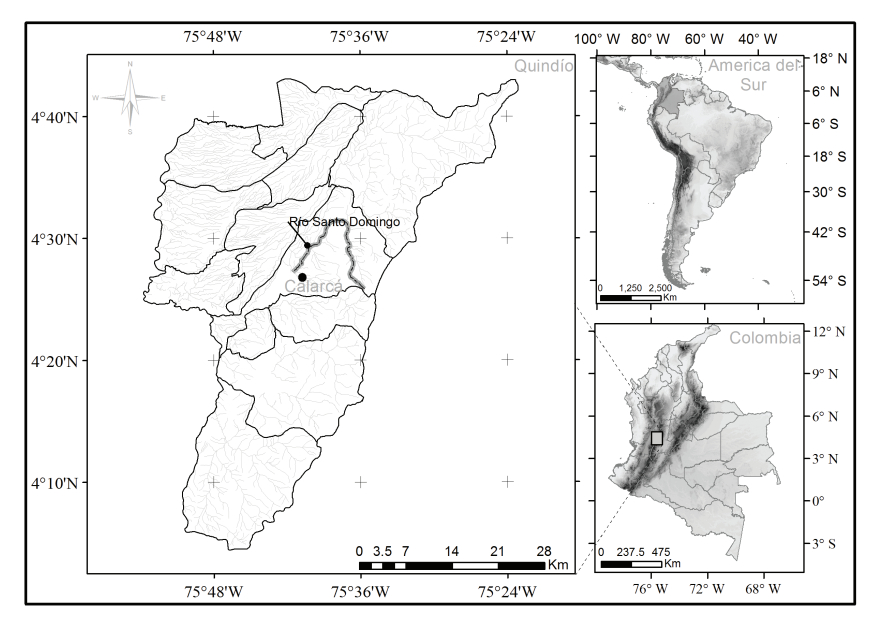 75°48'W 75°36'W 75°24'W
Quindío
N
W E
S
4°40'N
4°30'N
4°20'N
4°10'N
Río Santo Domingo
Calarcá
0 3.5 7 14 21 28
Km
75°48'W 75°36'W 75°24'W
100° W 80° W 60° W 40° W
America del
Sur
18° N
6° N
6° S
18° S
30° S
42° S
54° S
0 1,250 2,500
Km
Colombia
12° N
9° N
6° N
3° N
0°
3° S
0 237.5 475
Km
76° W 72° W 68° W